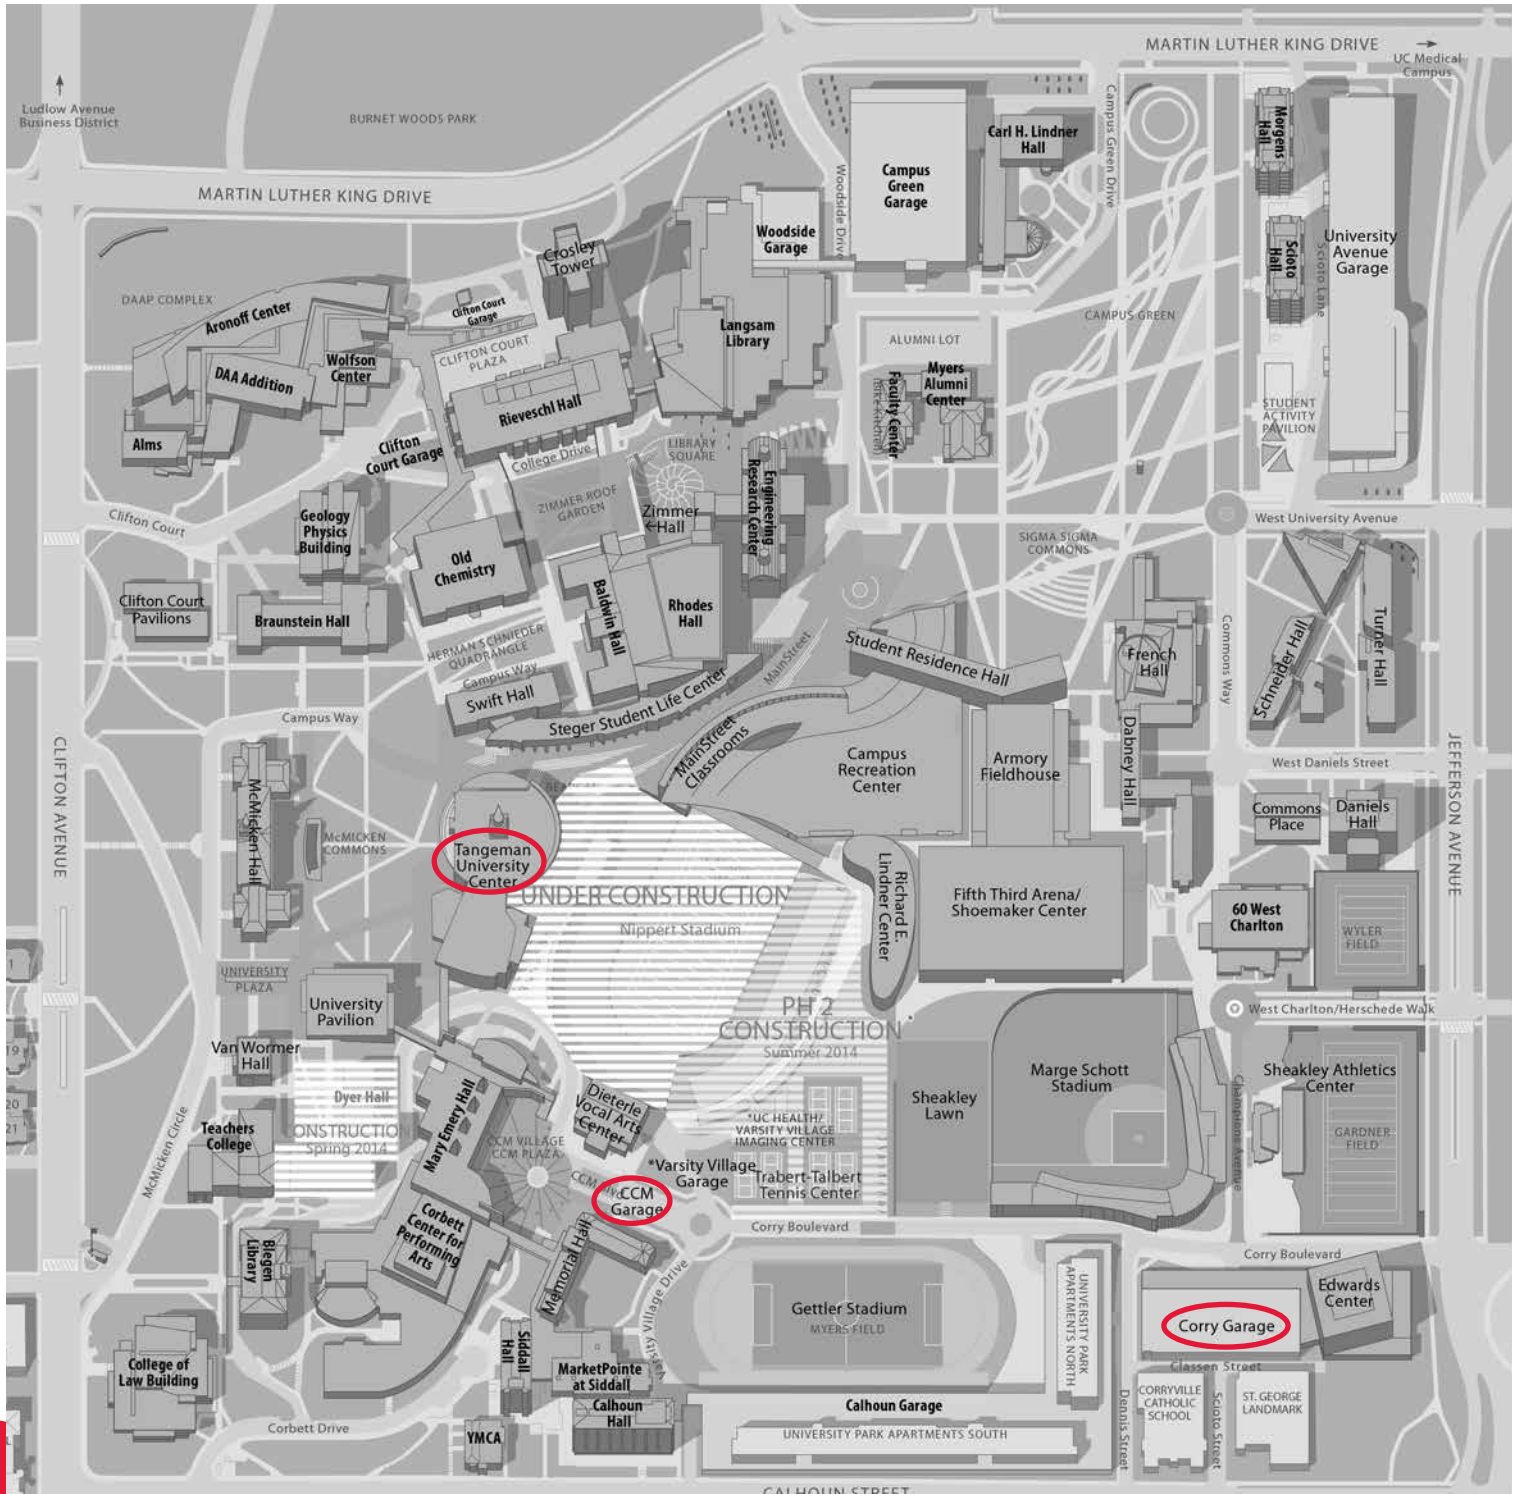 MARTIN LUTHER KING DRIVE
UC Medical
Campus
Ludlow Avenue
Business District
BURNET WOODS PARK
MARTIN LUTHER KING DRIVE
Woodside Drive
Campus
Green
Garage
Carl H. Lindner
Hall
Campus Green Drive
Morgens
Hall
Scioto
Hall
Scioto Lane
University
Avenue
Garage
Woodside
Garage
Crosley
Tower
DAAP COMPLEX
Aronoff Center
Clifton Court
Garage
CLIFTON COURT
PLAZA
Wolfson
Center
DAA Addition
Alms
Rieveschl Hall
Langsam
Library
ALUMNI LOT
CAMPUS GREEN
Faculty Center
Myers
Alumni
Center
STUDENT
ACTIVITY
PAVILION
Clifton
Court Garage
College Drive
LIBRARY
SQUARE
Engineering
Research Center
ZIMMER ROOF
GARDEN
Zimmer
Hall
Clifton Court
Geology
Physics
Building
Old
Chemistry
West University Avenue
SIGMA SIGMA
COMMONS
Clifton Court
Pavilions
Braunstein Hall
Baldwin Hall
Rhodes
Hall
HERMAN SCHNIEDER
QUADRANGLE
Campus Way
Swift Hall
Steger Student Life Center
MainStreet
Student Residence Hall
French
Hall
Commons Way
Schneider Hall
Turner Hall
Campus Way
MainStreet
Classrooms
Campus
Recreation
Center
Armory
Fieldhouse
Dabney Hall
West Daniels Street
CLIFTON AVENUE
JEFFERSON AVENUE
McMicken Hall
McMICKEN
COMMONS
Tangeman
University
Center
Commons
Place
Daniels
Hall
UNDER CONSTRUCTION
Nippert Stadium
Richard E.
Lindner Center
Fifth Third Arena/
Shoemaker Center
60 West
Charlton
WYLER
FIELD
UNIVERSITY
PLAZA
University
Pavilion
PH 2
CONSTRUCTION
Summer 2014
West Charlton/Herschede Walk
Van Wormer
Hall
Dyer Hall
CONSTRUCTION
Spring 2014
Teachers
College
McMicken Circle
Mary Emery Hall
CCM VILLAGE
CCM PLAZA
Dieterle
Vocal Arts
Center
*UC HEALTH/
VARSITY VILLAGE
IMAGING CENTER
*Varsity Village
Garage
Trabert-Talbert
Tennis Center
Sheakley
Lawn
Marge Schott
Stadium
Champions Avenue
Sheakley Athletics
Center
GARDNER
FIELD
19
20
21
CCM Blvd
CCM
Garage
Corbett
Center for
Performing
Arts
Memorial Hall
Corry Boulevard
Corry Boulevard
Blegen
Library
Varsity Village Drive
Gettler Stadium
MYERS FIELD
UNIVERSITY PARK
APARTMENTS NORTH
Corry Garage
Edwards
Center
Classen Street
College of
Law Building
Siddall
Hall
MarketPointe
at Siddall
Calhoun
Hall
Calhoun Garage
UNIVERSITY PARK APARTMENTS SOUTH
Dennis Street
CORRYVILLE
CATHOLIC
SCHOOL
Scioto Street
ST. GEORGE
LANDMARK
Corbett Drive
YMCA
CALHOUN STREET